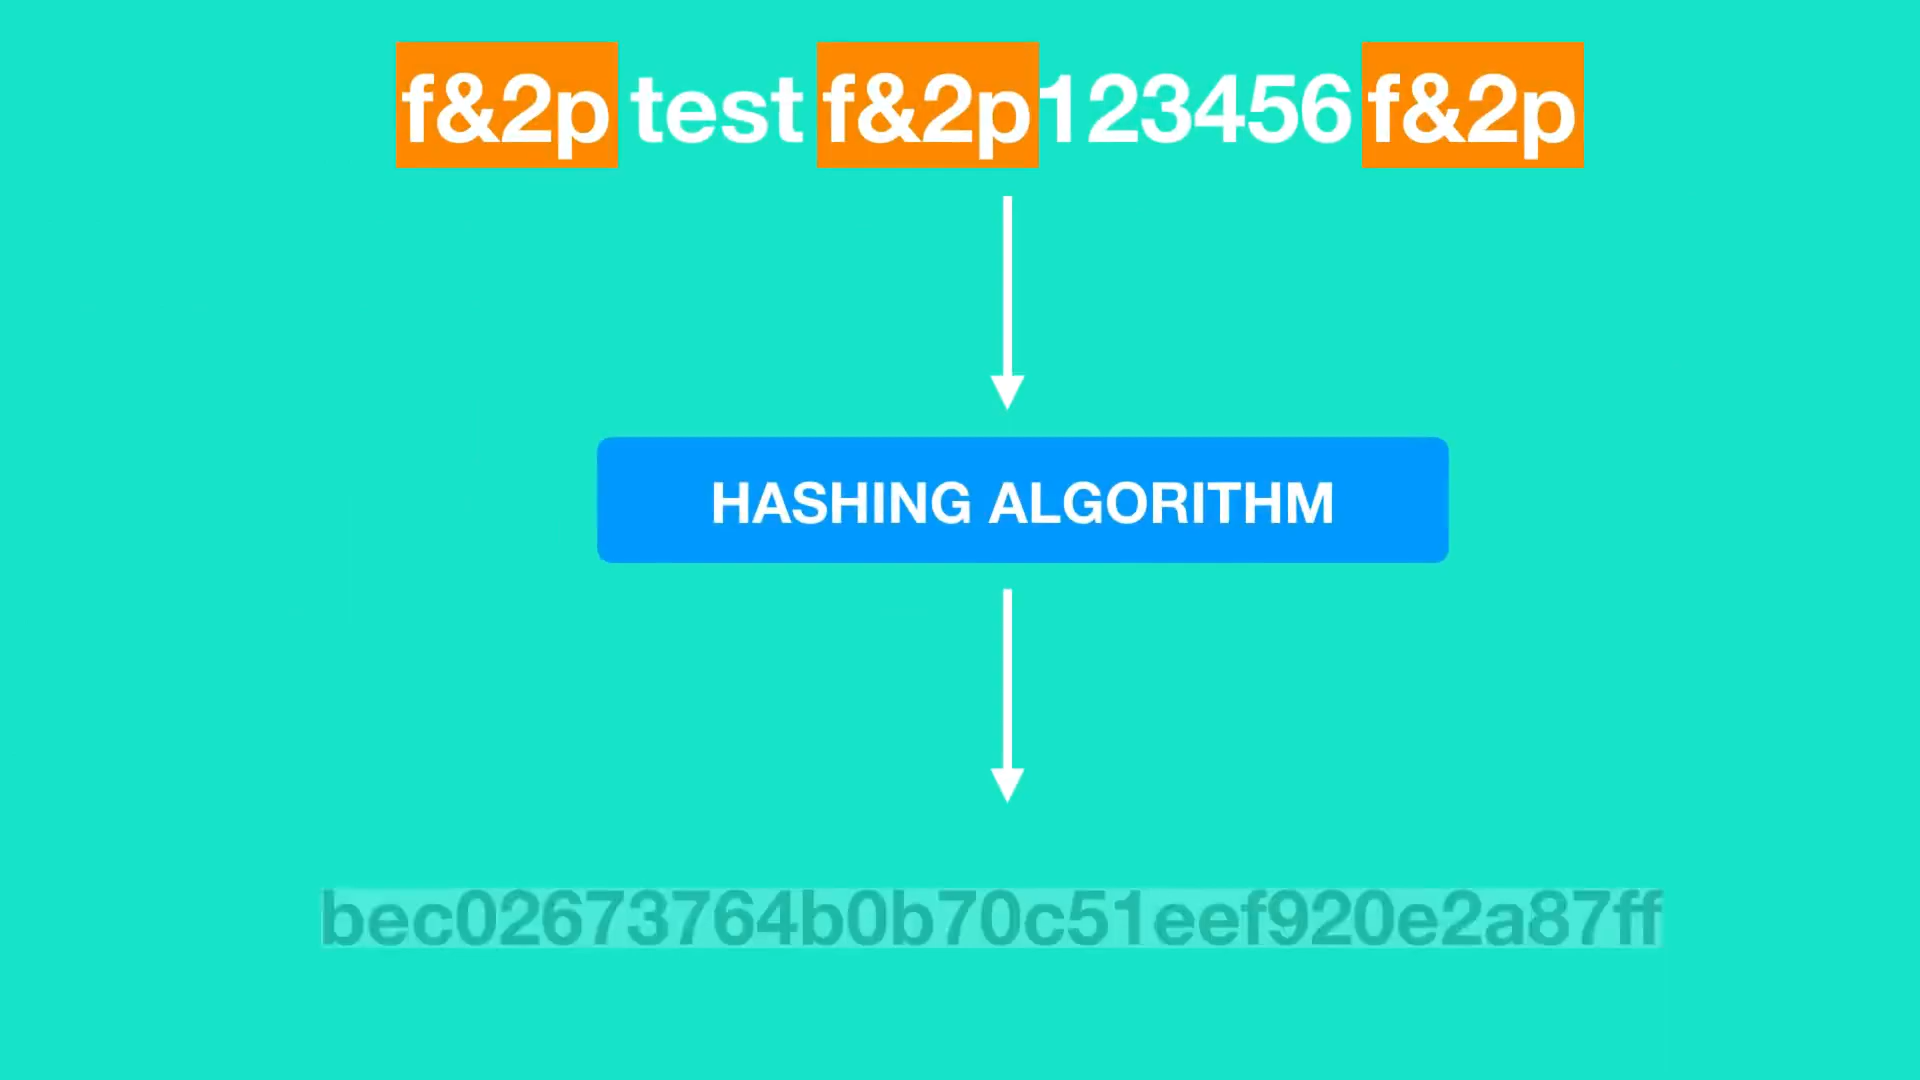 f&2p test f&2p123456 f&2p
HASHING ALGORITHM
bec02673764b0b70c51eef920e2a87ff